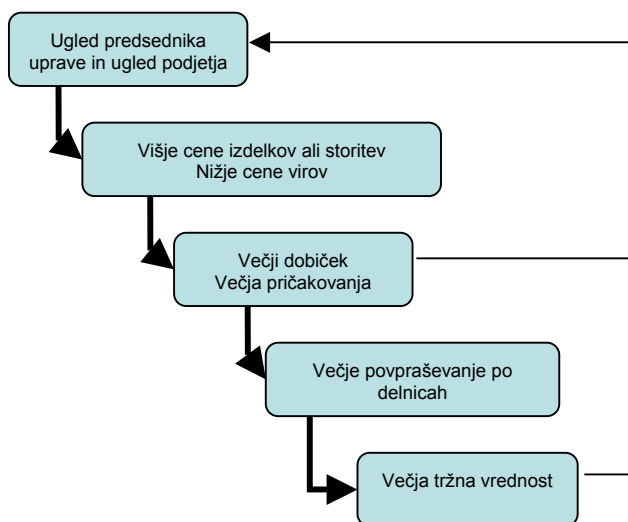 Ugled predsednika
uprave in ugled podjetja
Višje cene izdelkov ali storitev
Nižje cene virov
Večji dobiček
Večja pričakovanja
Večje povpraševanje po
delnicah
Večja tržna vrednost